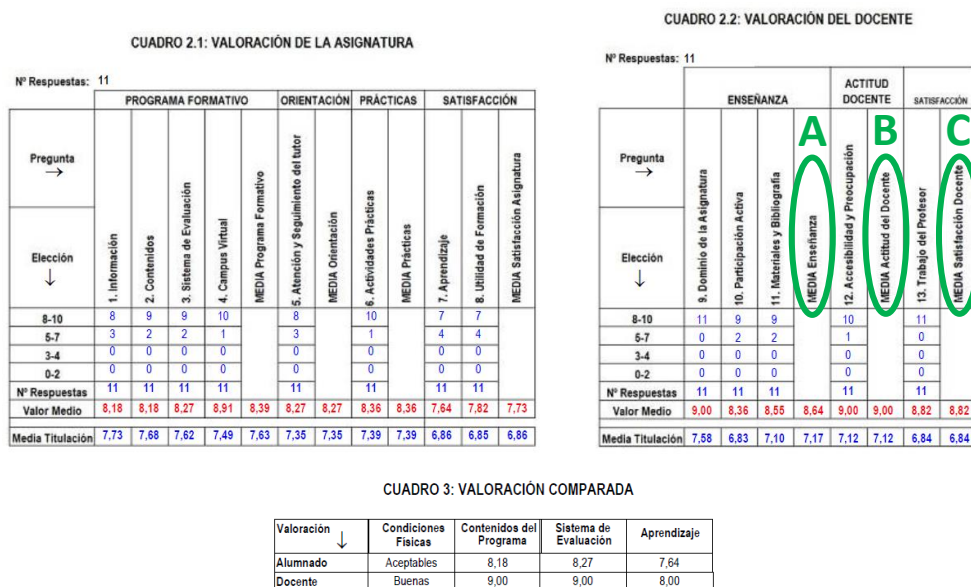 CUADRO 2.1: VALORACIÓN DE LA ASIGNATURA
Nº Respuestas: 11
PROGRAMA FORMATIVO ORIENTACIÓN PRÁCTICAS SATISFACCIÓN
Pregunta
→
Elección
↓
1. Información
2. Contenidos
3. Sistema de Evaluación
4. Campus Virtual
MEDIA Programa Formativo
5. Atención y Seguimiento del tutor
MEDIA Orientación
6. Actividades Prácticas
MEDIA Prácticas
7. Aprendizaje
8. Utilidad de Formación
MEDIA Satisfacción Asignatura
8-10 8 9 9 10 8 10 7 7
5-7 3 2 2 1 3 1 4 4
3-4 0 0 0 0 0 0 0 0
0-2 0 0 0 0 0 0 0 0
Nº Respuestas 11 11 11 11 11 11 11 11
Valor Medio 8,18 8,18 8,27 8,91 8,39 8,27 8,27 8,36 8,36 7,64 7,82 7,73
Media Titulación 7,73 7,68 7,62 7,49 7,63 7,35 7,35 7,39 7,39 6,86 6,85 6,86
CUADRO 2.2: VALORACIÓN DEL DOCENTE
Nº Respuestas: 11
ENSEÑANZA ACTITUD DOCENTE SATISFACCIÓN
A B C
Pregunta
→
Elección
↓
9. Dominio de la Asignatura
10. Participación Activa
11. Materiales y Bibliografía
MEDIA Enseñanza
12. Accesibilidad y Preocupación
MEDIA Actitud del Docente
13. Trabajo del Profesor
MEDIA Satisfacción Docente
8-10 11 9 9 10 11
5-7 0 2 2 1 0
3-4 0 0 0 0 0
0-2 0 0 0 0 0
Nº Respuestas 11 11 11 11 11
Valor Medio 9,00 8,36 8,55 8,64 9,00 9,00 8,82 8,82
Media Titulación 7,58 6,83 7,10 7,17 7,12 7,12 6,84 6,84
CUADRO 3: VALORACIÓN COMPARADA
Valoración ↓ Condiciones Físicas Contenidos del Programa Sistema de Evaluación Aprendizaje
Alumnado Aceptables 8,18 8,27 7,64
Docente Buenas 9,00 9,00 8,00